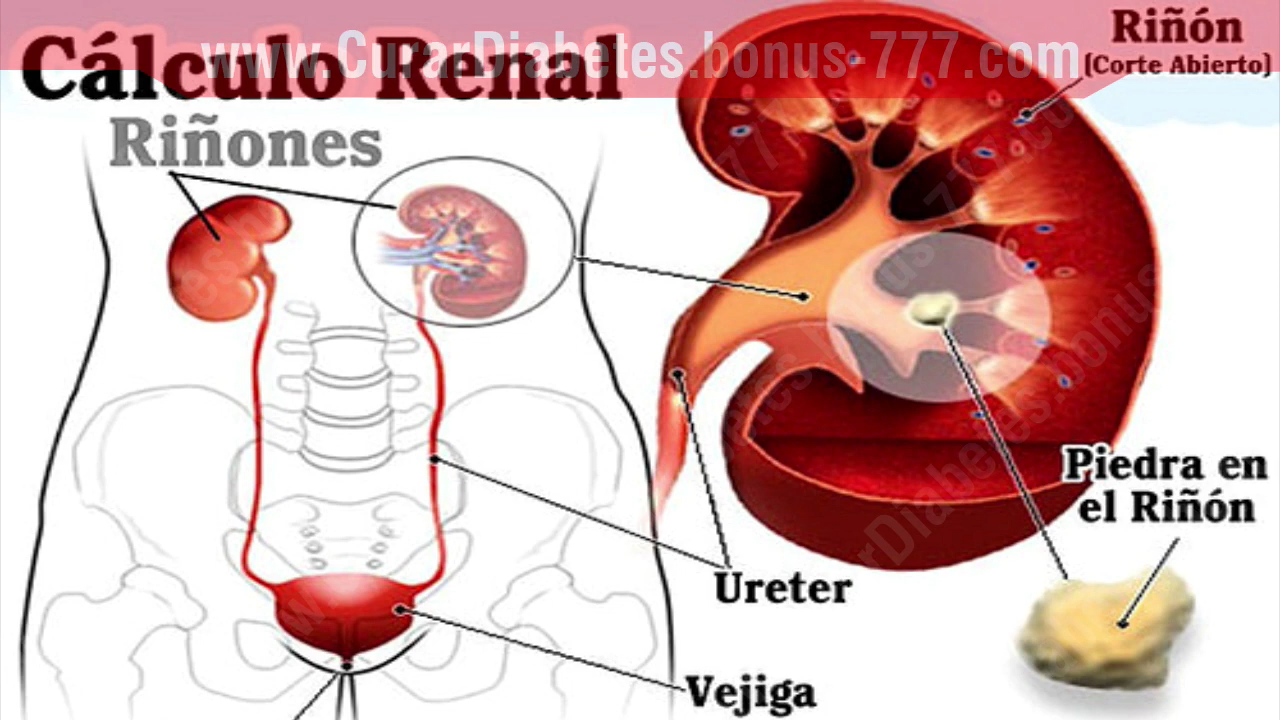 www.CurarDiabetes.bonus-777.com
Cálculo Renal
Riñones
Riñón
(Corte Abierto)
Piedra en
el Riñón
Ureter
Vejiga